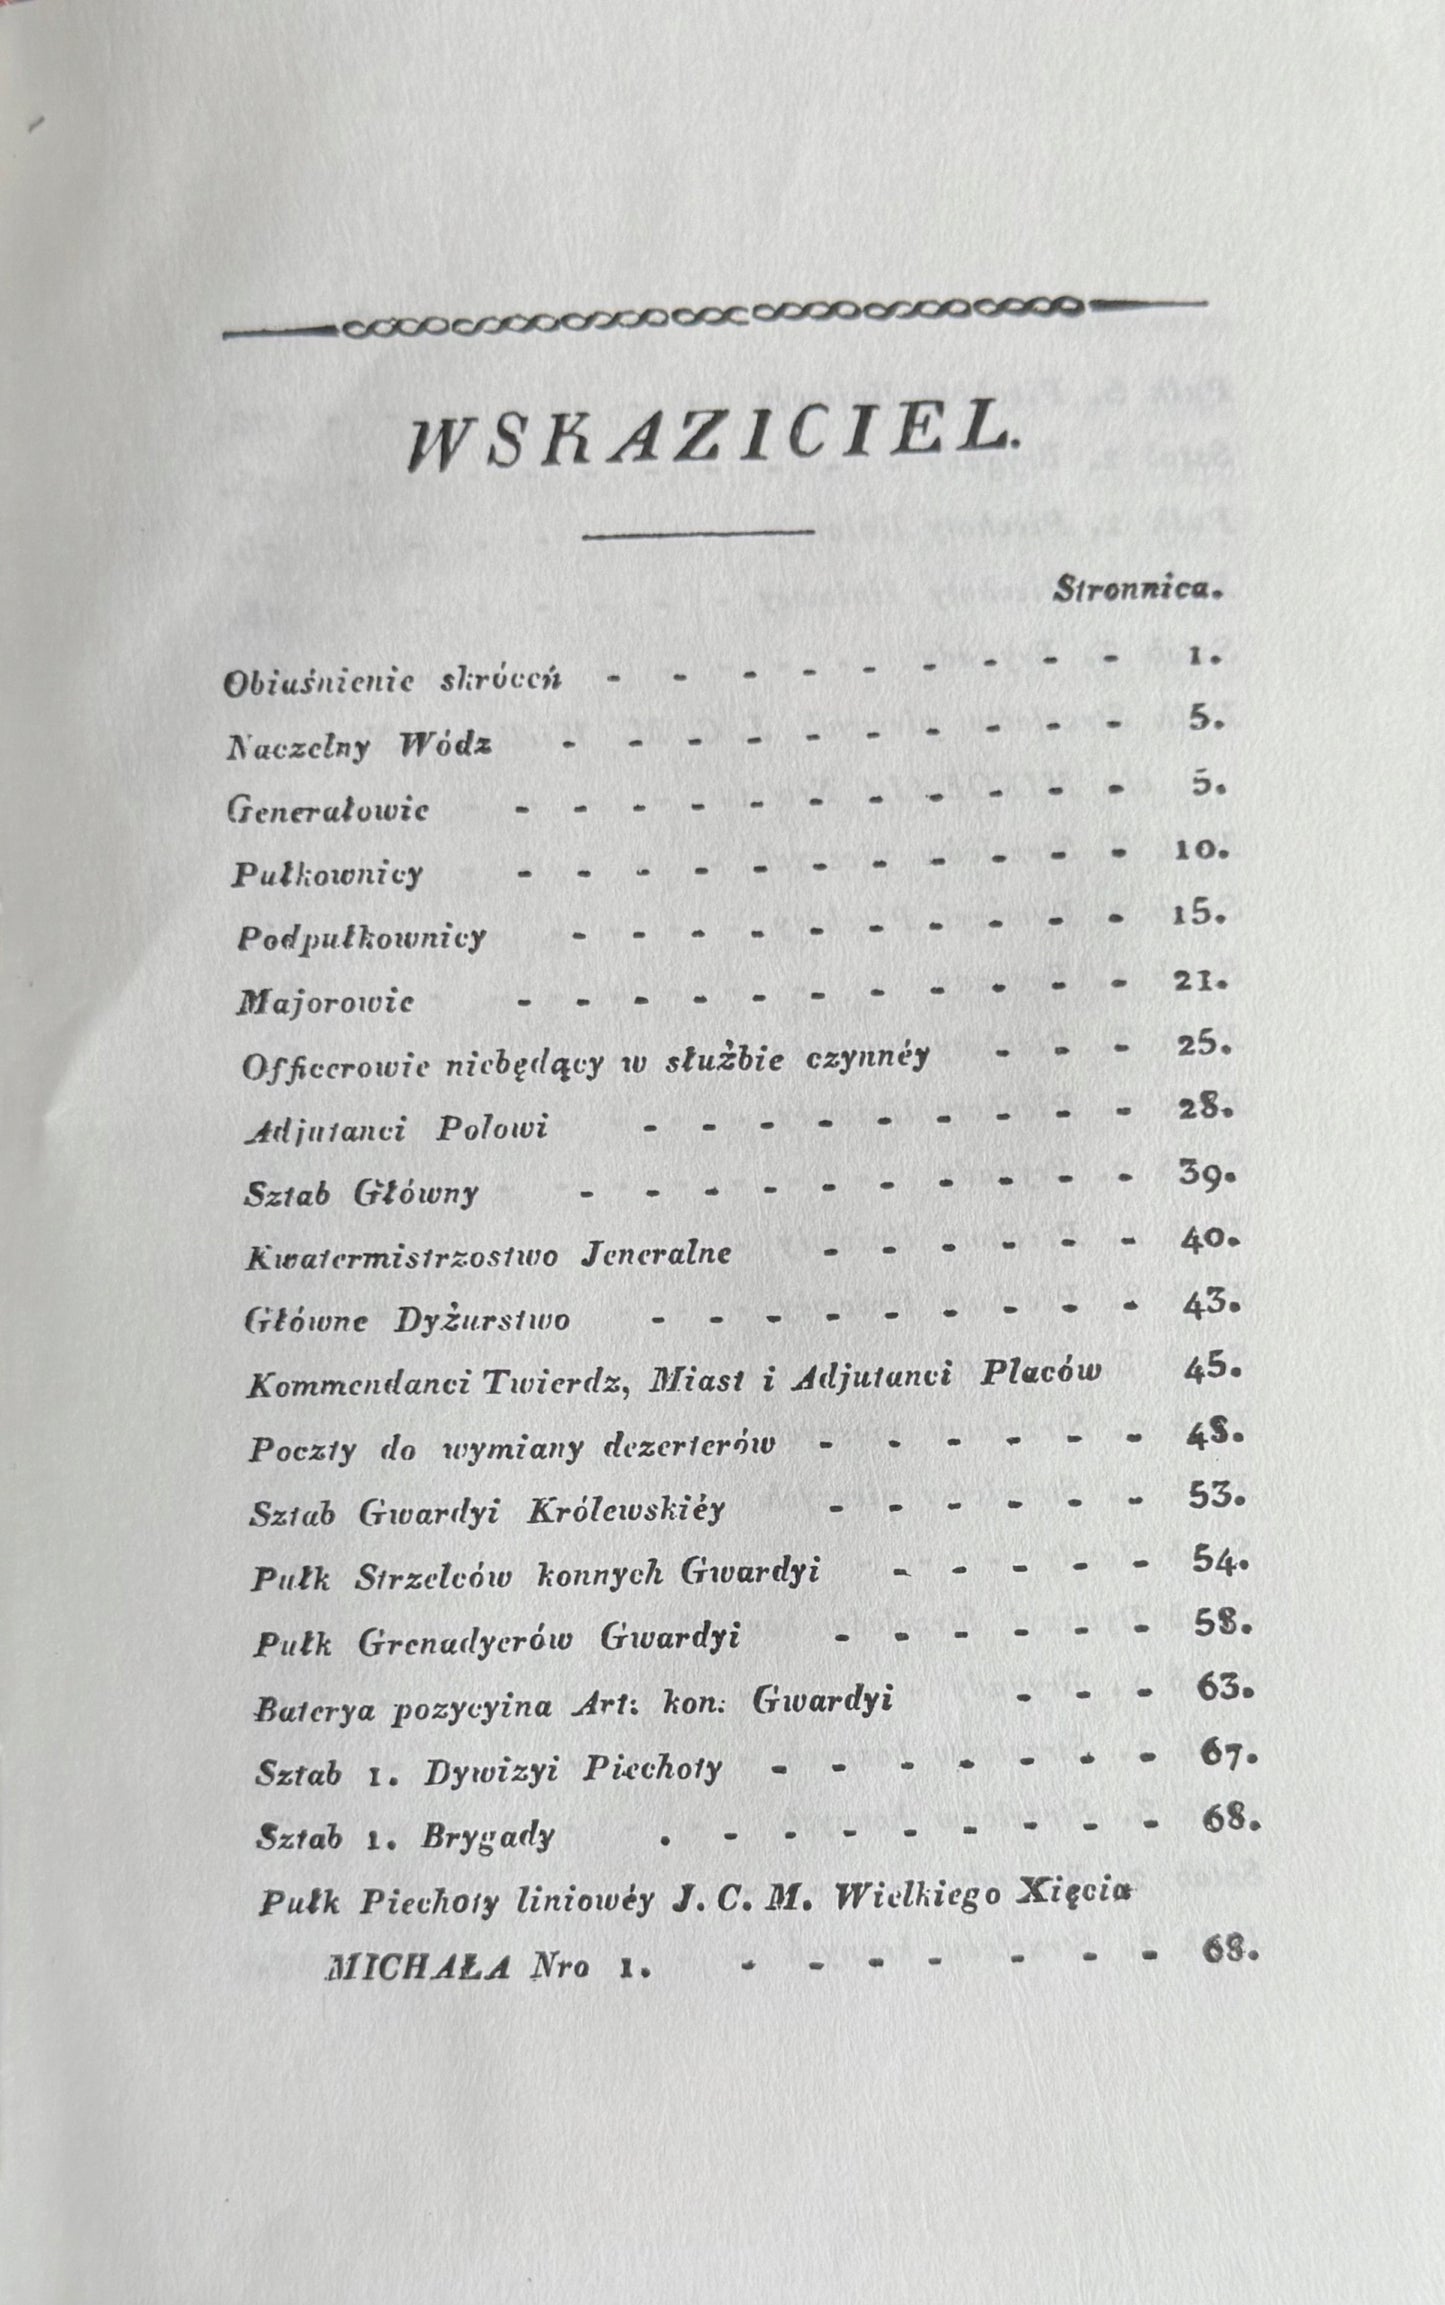 WSKAZICIEL.
Stronnica.
Obiaśnienie skróceń - - - - - - - - - 1.
Naczelny Wódz - - - - - - - - - - 5.
Generałowie - - - - - - - - - - - 5.
Pułkownicy - - - - - - - - - - - 10.
Podpułkownicy - - - - - - - - - - 15.
Majorowie - - - - - - - - - - - 21.
Officerowie niebędący w służbie czynnéy - - - 25.
Adjutanci Polowi - - - - - - - - - 28.
Sztab Główny - - - - - - - - - - 39.
Kwatermistrzostwo Jeneralne - - - - - - 40.
Główne Dyżurstwo - - - - - - - - - 43.
Kommendanci Twierdz, Miast i Adjutanci Placów 45.
Poczty do wymiany dezerterów - - - - - - 48.
Sztab Gwardyi Królewskiéy - - - - - - 53.
Pułk Strzelców konnych Gwardyi - - - - - 54.
Pułk Grenadyerów Gwardyi - - - - - - 58.
Baterya pozycyina Art: kon: Gwardyi - - - 63.
Sztab 1. Dywizyi Piechoty - - - - - - - 67.
Sztab 1. Brygady . - - - - - - - - 68.
Pułk Piechoty liniowéy J. C. M. Wielkiego Xięcia
MICHAŁA Nro 1. - - - - - - - 68.